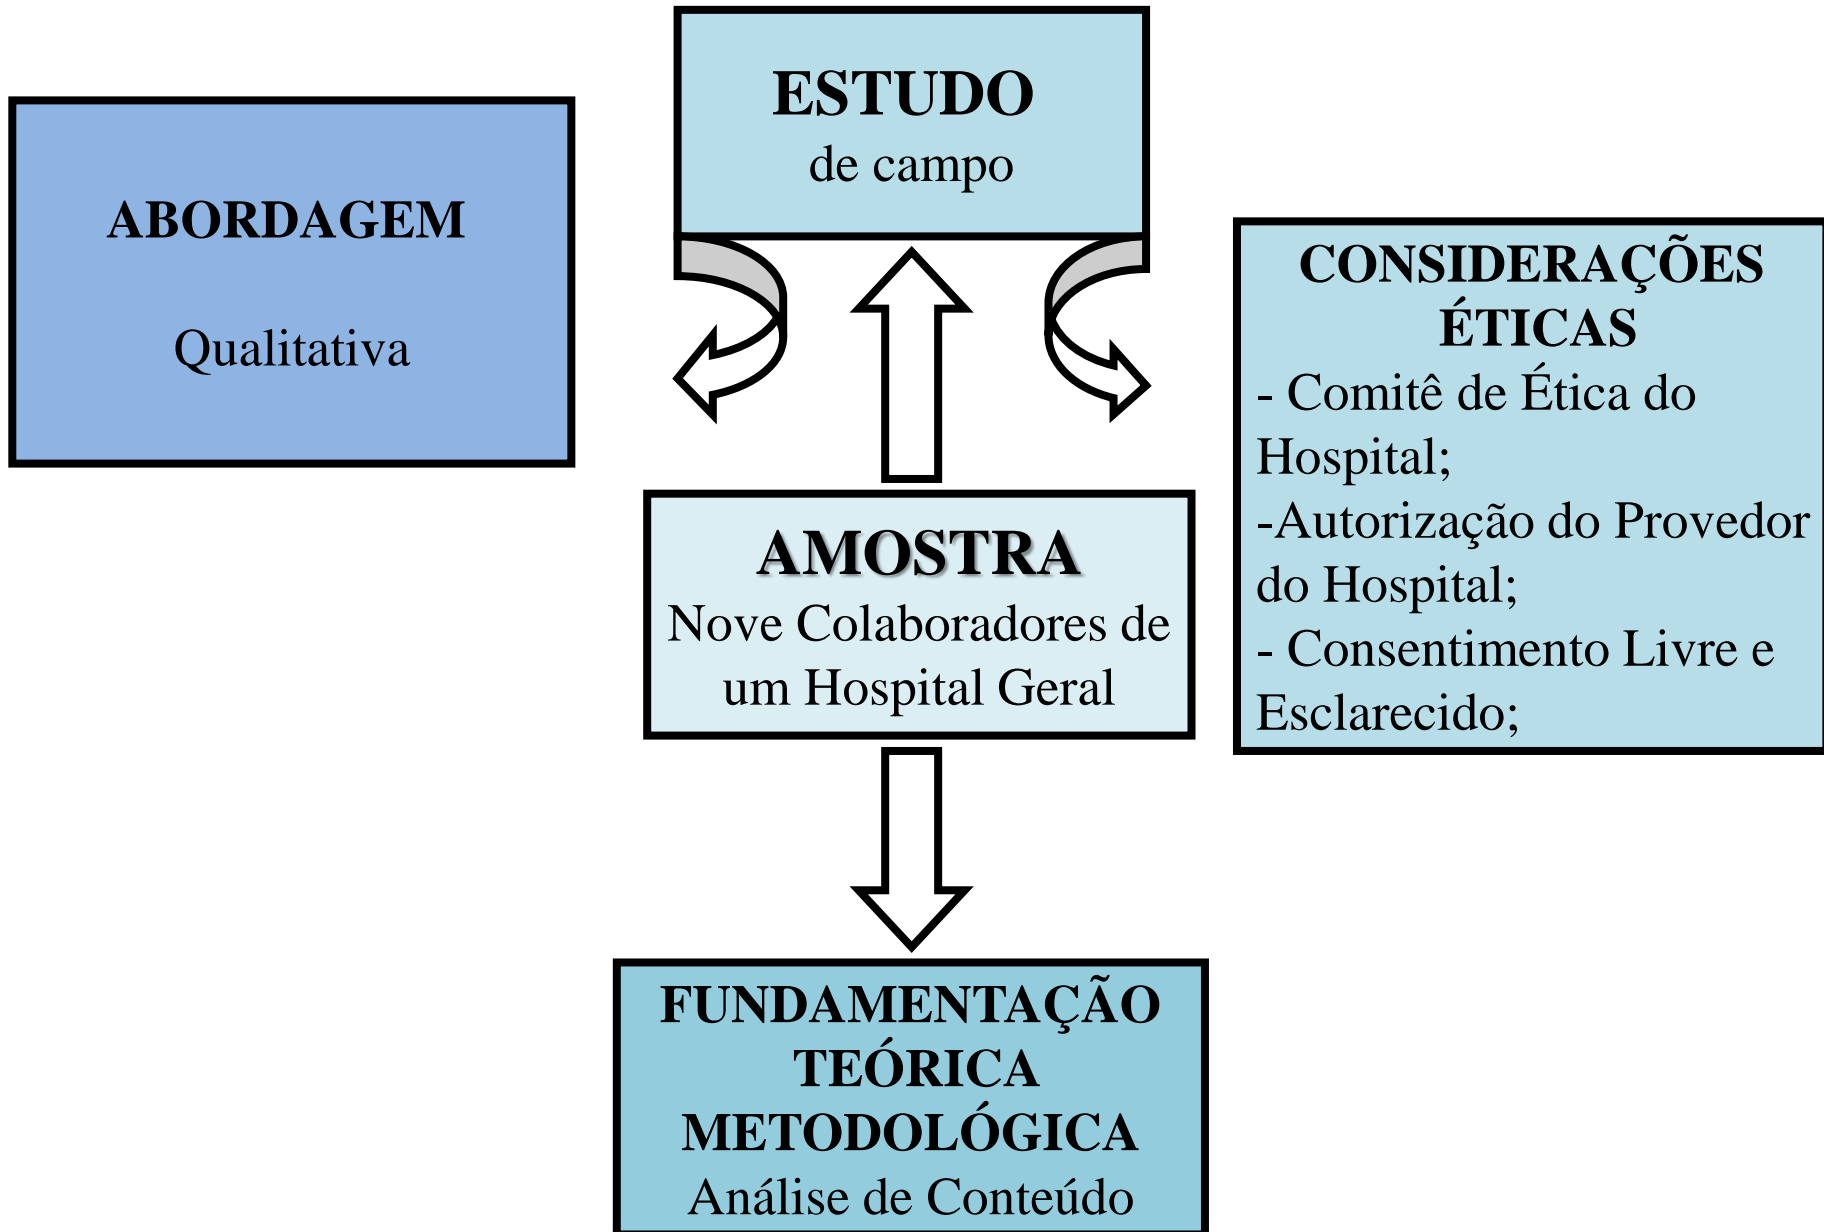 ESTUDO
de campo
ABORDAGEM
Qualitativa
CONSIDERAÇÕES
ÉTICAS
- Comitê de Ética do
Hospital;
-Autorização do Provedor
do Hospital;
- Consentimento Livre e
Esclarecido;
AMOSTRA
Nove Colaboradores de
um Hospital Geral
FUNDAMENTAÇÃO
TEÓRICA
METODOLÓGICA
Análise de Conteúdo